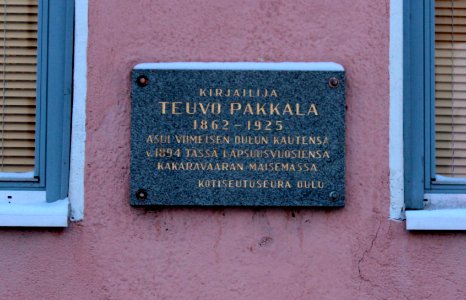 KIRJAILIJA
TEUVO PAKKALA
1862 – 1925
ASUI VIIMEISEN OULUN KAUTENSA
v. 1894 TÄSSÄ LAPSUUSVUOSIENSA
KAKARAVAARAN MAISEMASSA
KOTISEUTUSEURA OULU